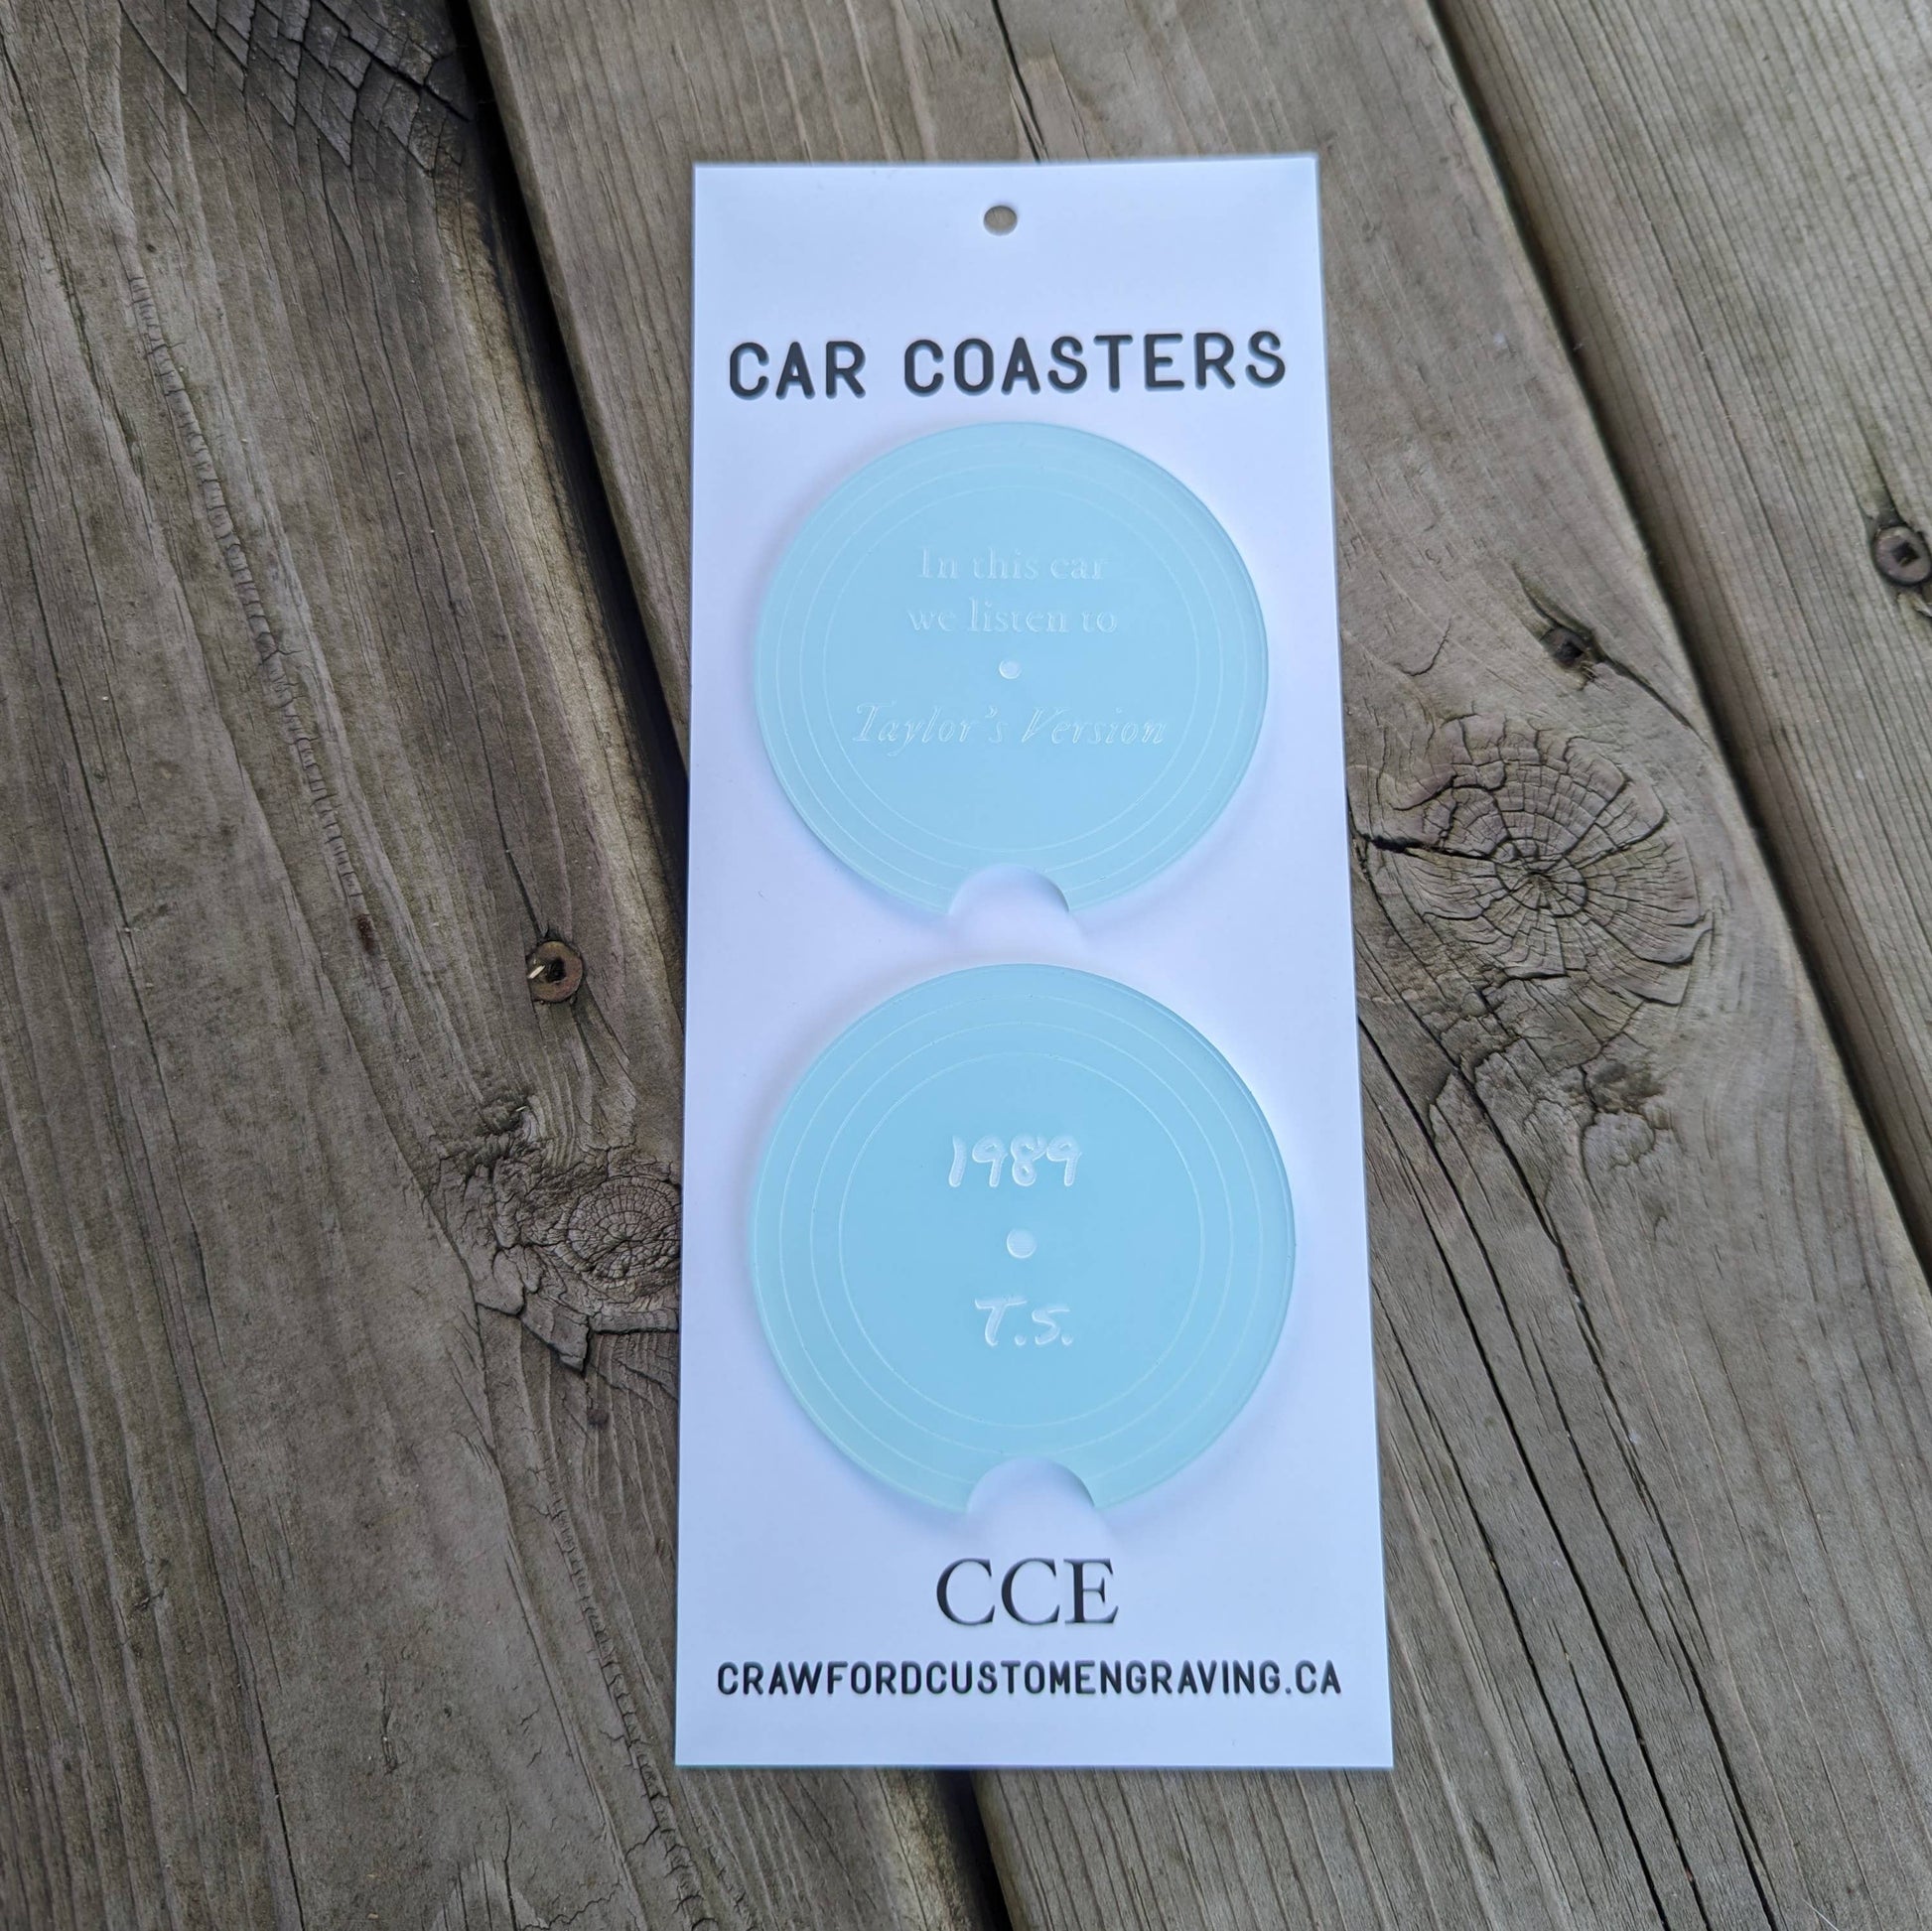 CAR COASTERS
In this car
we listen to
Taylor's Version
1989
T.S.
CCE
CRAWFORDCUSTOMENGRAVING.CA